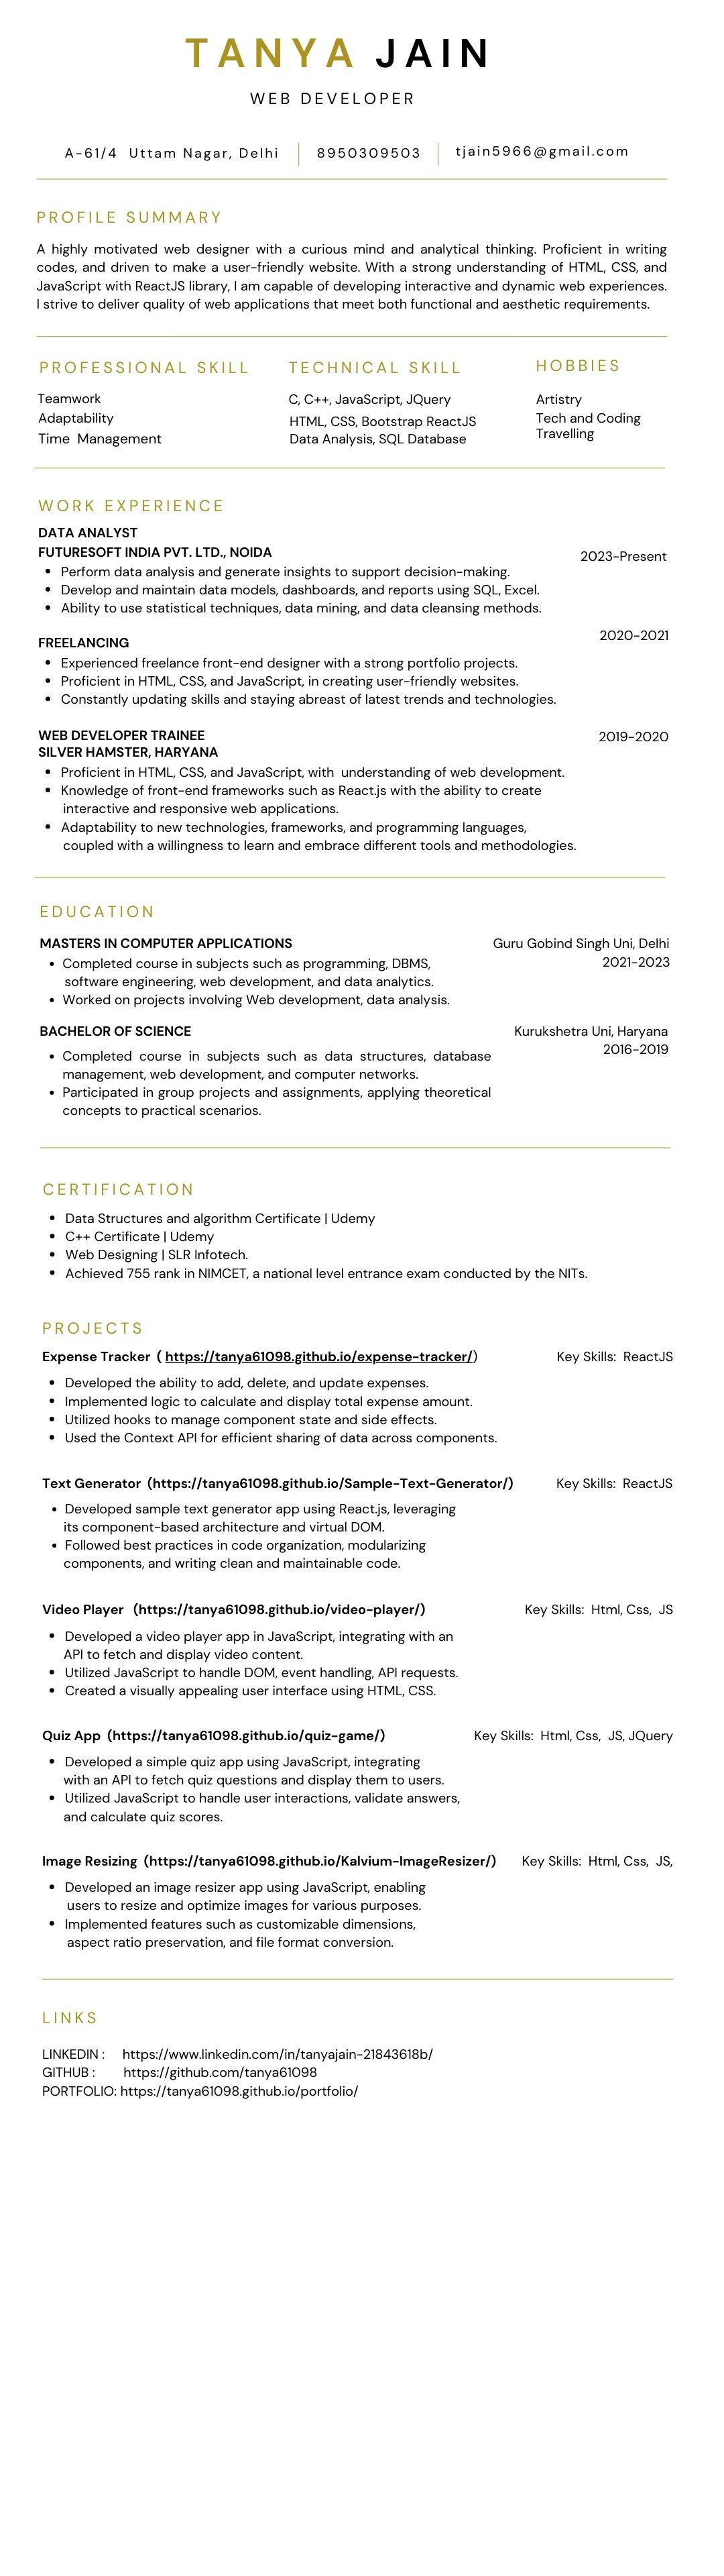 TANYA JAIN
WEB DEVELOPER
A-61/4 Uttam Nagar, Delhi 8950309503 tjain5966@gmail.com
PROFILE SUMMARY
A highly motivated web designer with a curious mind and analytical thinking. Proficient in writing
codes, and driven to make a user-friendly website. With a strong understanding of HTML, CSS, and
JavaScript with ReactJS library, I am capable of developing interactive and dynamic web experiences.
I strive to deliver quality of web applications that meet both functional and aesthetic requirements.
PROFESSIONAL SKILL
Teamwork
Adaptability
Time Management
TECHNICAL SKILL
C, C++, JavaScript, JQuery
HTML, CSS, Bootstrap ReactJS
Data Analysis, SQL Database
HOBBIES
Artistry
Tech and Coding
Travelling
WORK EXPERIENCE
DATA ANALYST
FUTURESOFT INDIA PVT. LTD., NOIDA 2023-Present
• Perform data analysis and generate insights to support decision-making.
• Develop and maintain data models, dashboards, and reports using SQL, Excel.
• Ability to use statistical techniques, data mining, and data cleansing methods.
FREELANCING 2020-2021
• Experienced freelance front-end designer with a strong portfolio projects.
• Proficient in HTML, CSS, and JavaScript, in creating user-friendly websites.
• Constantly updating skills and staying abreast of latest trends and technologies.
WEB DEVELOPER TRAINEE 2019-2020
SILVER HAMSTER, HARYANA
• Proficient in HTML, CSS, and JavaScript, with understanding of web development.
• Knowledge of front-end frameworks such as React.js with the ability to create
interactive and responsive web applications.
• Adaptability to new technologies, frameworks, and programming languages,
coupled with a willingness to learn and embrace different tools and methodologies.
EDUCATION
MASTERS IN COMPUTER APPLICATIONS Guru Gobind Singh Uni, Delhi
2021-2023
• Completed course in subjects such as programming, DBMS,
software engineering, web development, and data analytics.
• Worked on projects involving Web development, data analysis.
BACHELOR OF SCIENCE Kurukshetra Uni, Haryana
2016-2019
• Completed course in subjects such as data structures, database
management, web development, and computer networks.
• Participated in group projects and assignments, applying theoretical
concepts to practical scenarios.
CERTIFICATION
• Data Structures and algorithm Certificate | Udemy
• C++ Certificate | Udemy
• Web Designing | SLR Infotech.
• Achieved 755 rank in NIMCET, a national level entrance exam conducted by the NITs.
PROJECTS
Expense Tracker ( https://tanya61098.github.io/expense-tracker/) Key Skills: ReactJS
• Developed the ability to add, delete, and update expenses.
• Implemented logic to calculate and display total expense amount.
• Utilized hooks to manage component state and side effects.
• Used the Context API for efficient sharing of data across components.
Text Generator (https://tanya61098.github.io/Sample-Text-Generator/) Key Skills: ReactJS
• Developed sample text generator app using React.js, leveraging
its component-based architecture and virtual DOM.
• Followed best practices in code organization, modularizing
components, and writing clean and maintainable code.
Video Player (https://tanya61098.github.io/video-player/) Key Skills: Html, Css, JS
• Developed a video player app in JavaScript, integrating with an
API to fetch and display video content.
• Utilized JavaScript to handle DOM, event handling, API requests.
• Created a visually appealing user interface using HTML, CSS.
Quiz App (https://tanya61098.github.io/quiz-game/) Key Skills: Html, Css, JS, JQuery
• Developed a simple quiz app using JavaScript, integrating
with an API to fetch quiz questions and display them to users.
• Utilized JavaScript to handle user interactions, validate answers,
and calculate quiz scores.
Image Resizing (https://tanya61098.github.io/Kalvium-ImageResizer/) Key Skills: Html, Css, JS,
• Developed an image resizer app using JavaScript, enabling
users to resize and optimize images for various purposes.
• Implemented features such as customizable dimensions,
aspect ratio preservation, and file format conversion.
LINKS
LINKEDIN : https://www.linkedin.com/in/tanyajain-21843618b/
GITHUB : https://github.com/tanya61098
PORTFOLIO: https://tanya61098.github.io/portfolio/